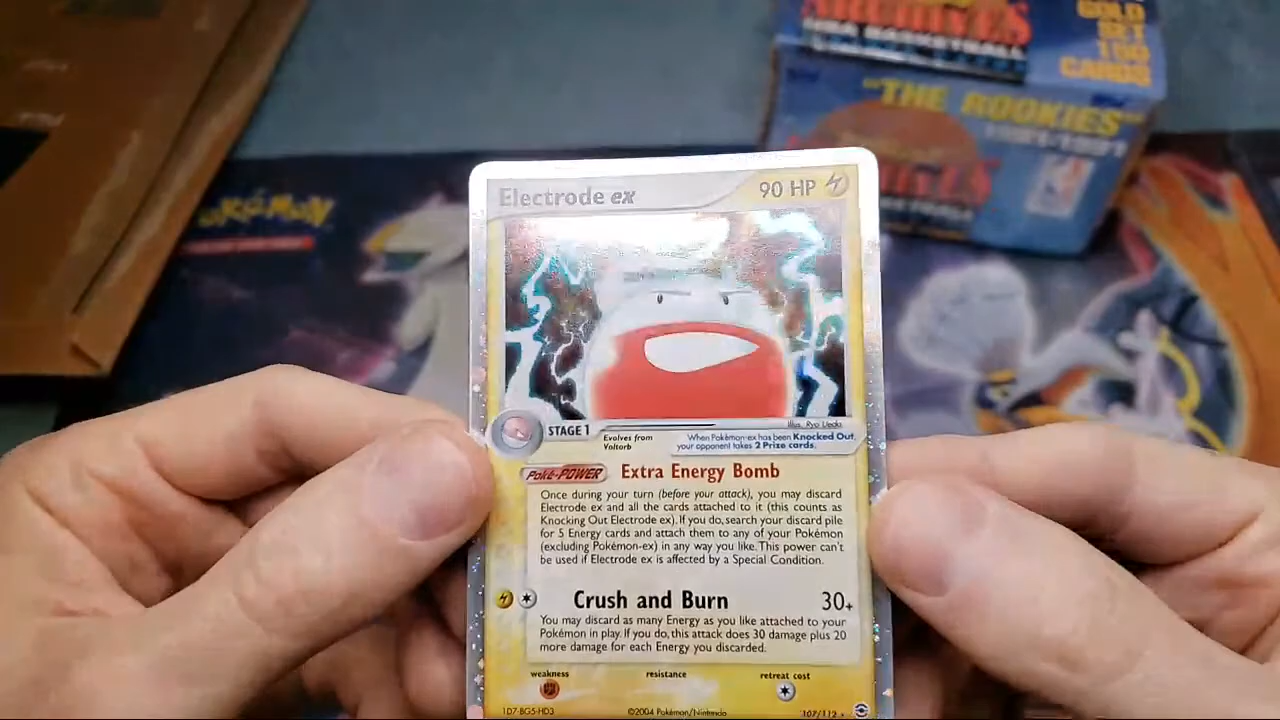 ARCHIVES
NBA BASKETBALL
GOLD
SET
150
CARDS
"THE ROOKIES"
1981-1991
ARCHIVES
POKéMON
Electrode ex
90 HP
Illus. Ryo Ueda
STAGE 1
Evolves from
Voltorb
When Pokémon-ex has been Knocked Out,
your opponent takes 2 Prize cards.
Poké-POWER Extra Energy Bomb
Once during your turn (before your attack), you may discard
Electrode ex and all the cards attached to it (this counts as
Knocking Out Electrode ex). If you do, search your discard pile
for 5 Energy cards and attach them to any of your Pokémon
(excluding Pokémon-ex) in any way you like. This power can't
be used if Electrode ex is affected by a Special Condition.
Crush and Burn 30+
You may discard as many Energy as you like attached to your
Pokémon in play. If you do, this attack does 30 damage plus 20
more damage for each Energy you discarded.
weakness resistance retreat cost
1D7-BG5-HD3 ©2004 Pokémon/Nintendo 107/112